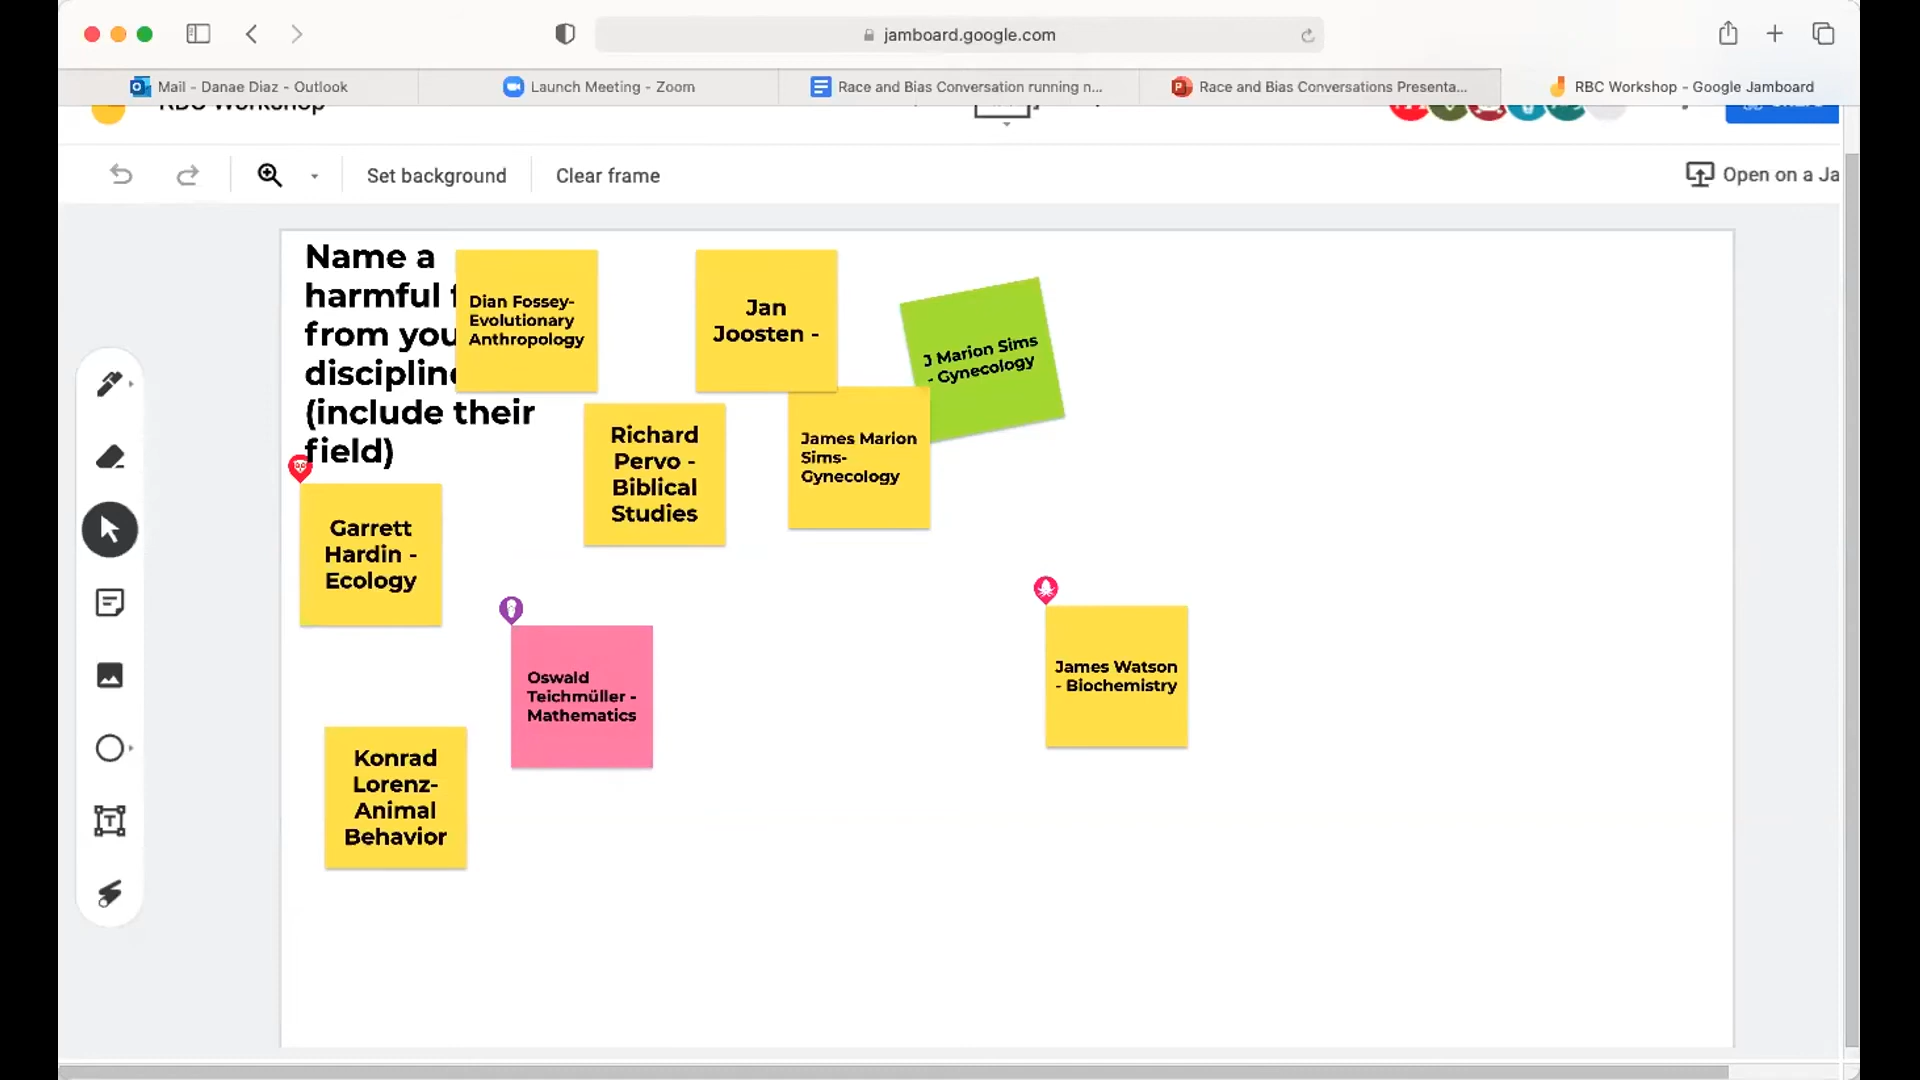 jamboard.google.com
Mail - Danae Diaz - Outlook
Launch Meeting - Zoom
Race and Bias Conversation running n...
Race and Bias Conversations Presenta...
RBC Workshop - Google Jamboard
RBC Workshop
Set background
Clear frame
Open on a Ja
Name a
harmful f
from you
discipline
(include their
field)
Dian Fossey-
Evolutionary
Anthropology
Jan
Joosten -
J Marion Sims
- Gynecology
Richard
Pervo -
Biblical
Studies
James Marion
Sims-
Gynecology
Garrett
Hardin -
Ecology
Oswald
Teichmüller -
Mathematics
James Watson
- Biochemistry
Konrad
Lorenz-
Animal
Behavior